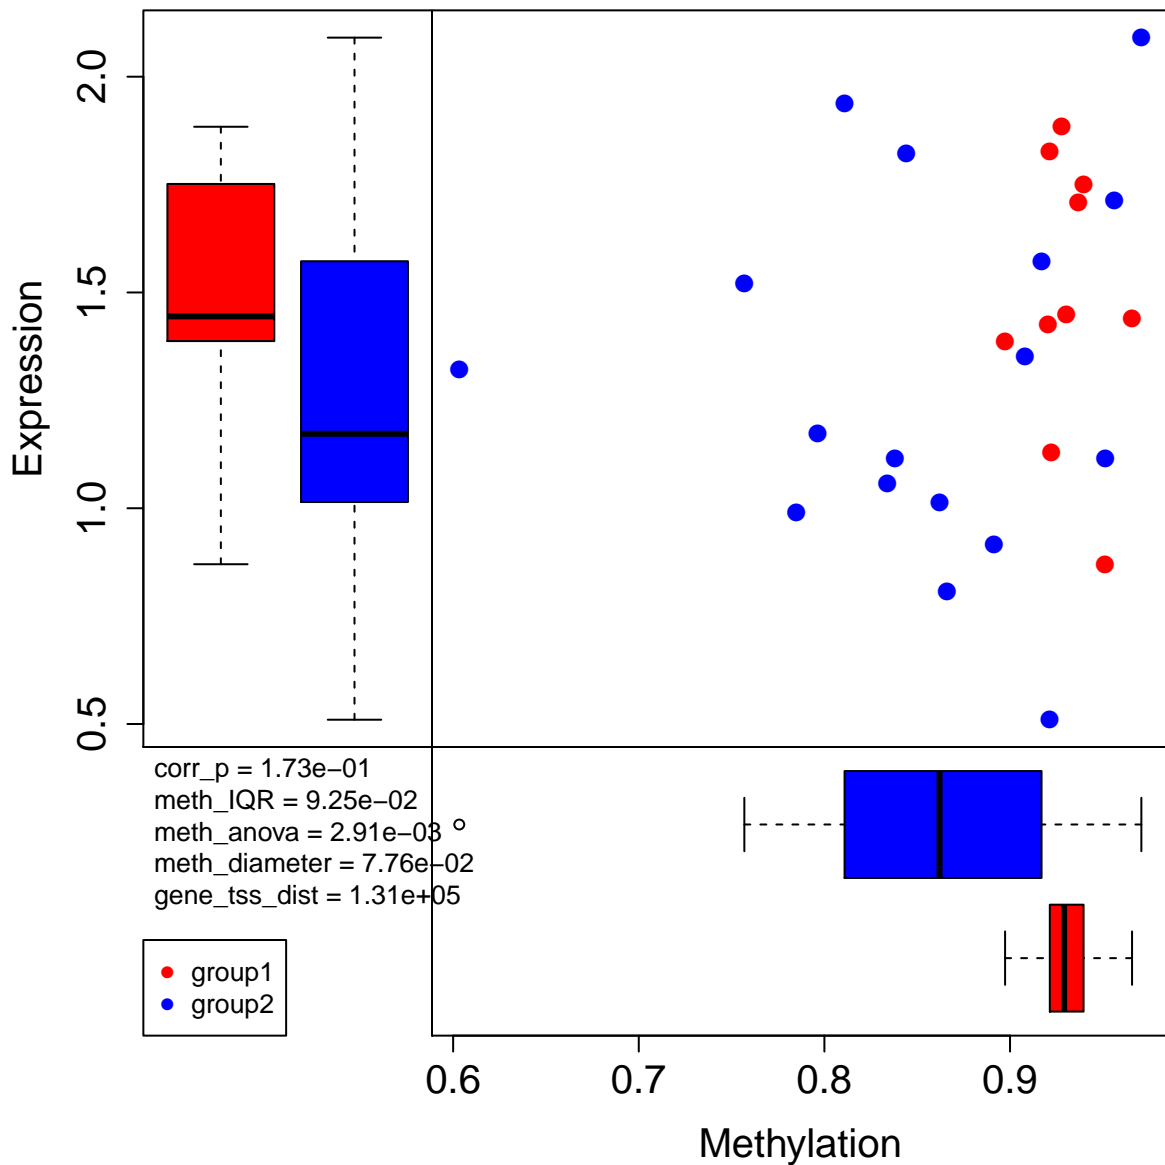 2.0
1.5
1.0
0.5
Expression
corr_p = 1.73e−01
meth_IQR = 9.25e−02
meth_anova = 2.91e−03
meth_diameter = 7.76e−02
gene_tss_dist = 1.31e+05
group1
group2
0.6 0.7 0.8 0.9
Methylation